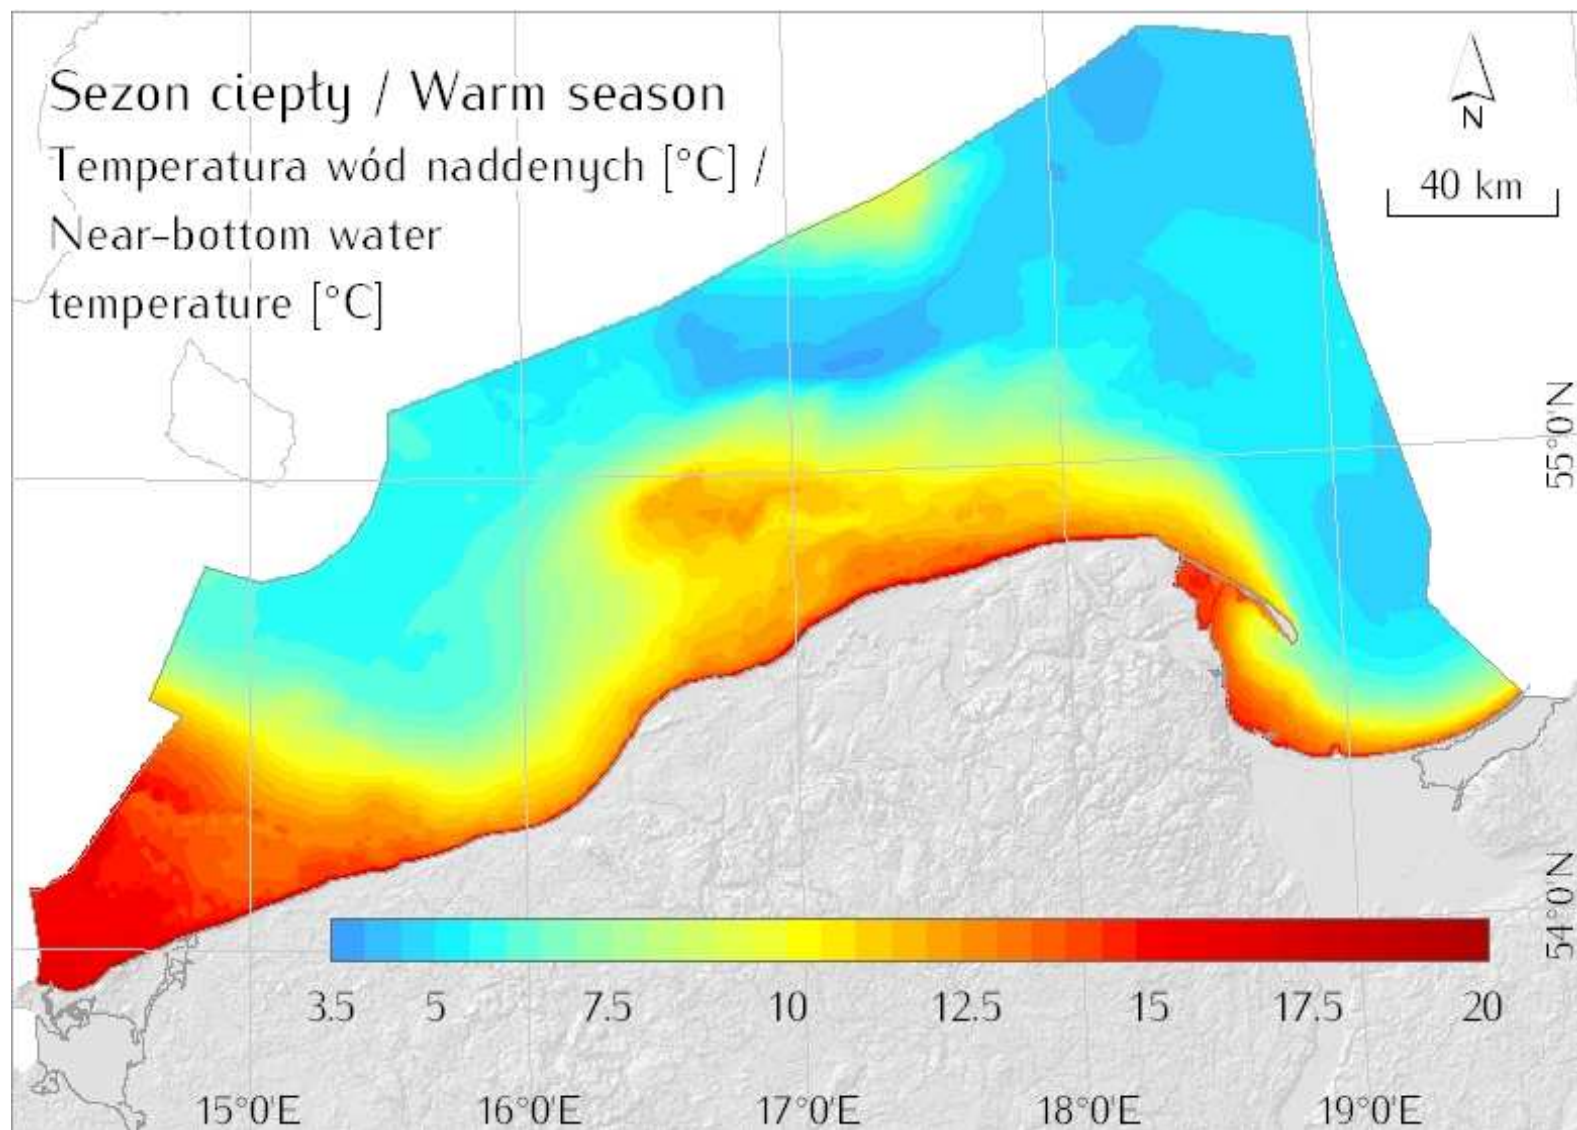 Sezon ciepły / Warm season
Temperatura wód naddenych [°C] /
Near-bottom water
temperature [°C]
N
40 km
55°0'N
54°0'N
3.5 5 7.5 10 12.5 15 17.5 20
15°0'E 16°0'E 17°0'E 18°0'E 19°0'E